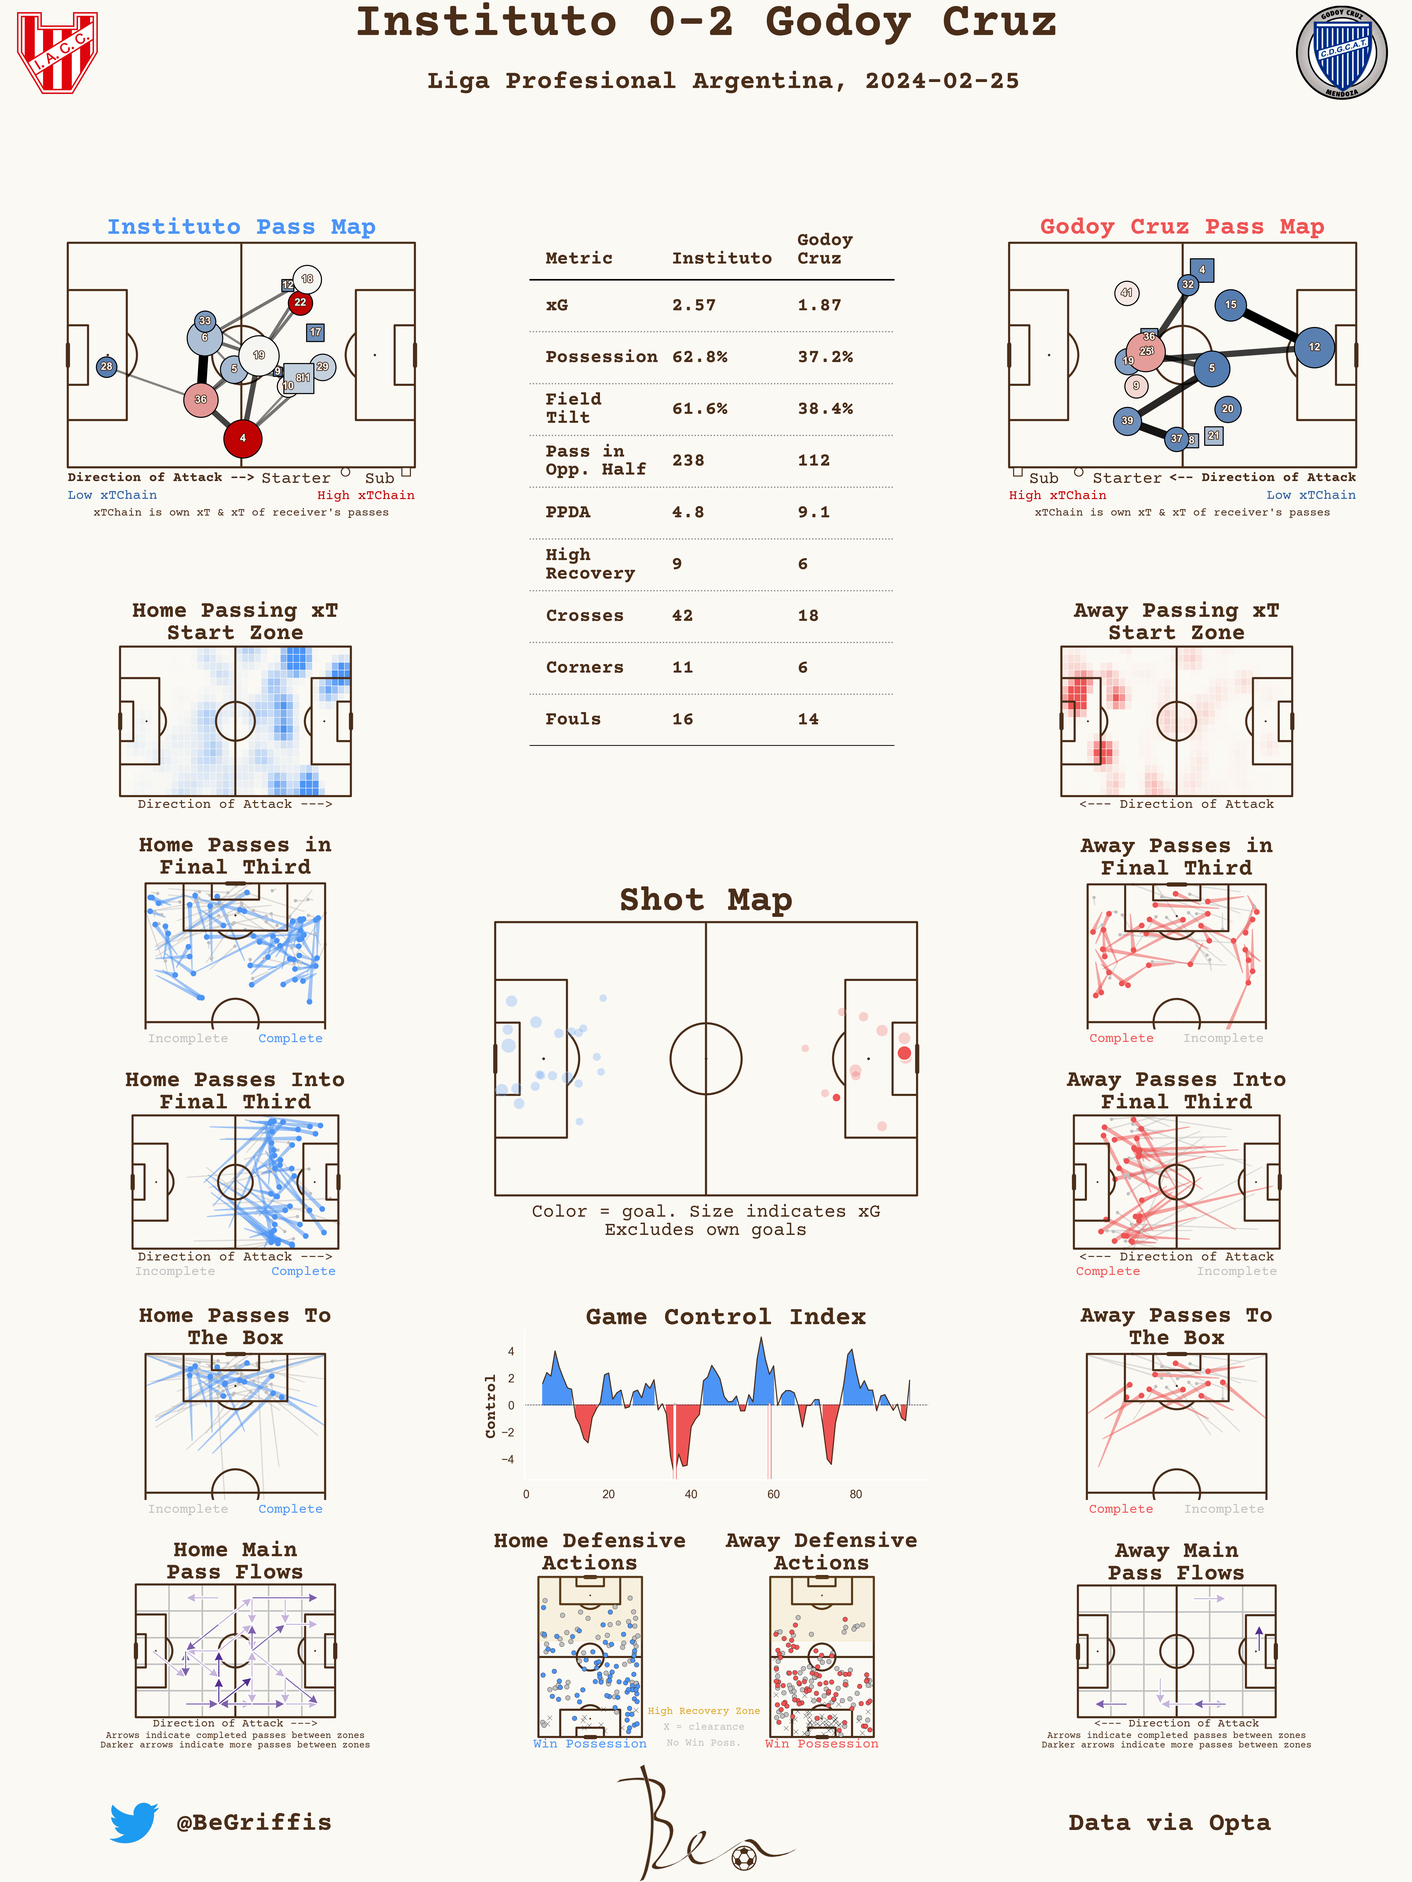 Instituto 0-2 Godoy Cruz
Liga Profesional Argentina, 2024-02-25
I. A. C. C.
GODOY CRUZ
C.D.G.C.A.T.
MENDOZA
Instituto Pass Map
12
18
22
33
6
17
19
28
5
9
29
10
36
4
Direction of Attack --> Starter Sub
Low xTChain High xTChain
xTChain is own xT & xT of receiver's passes
Metric Instituto Godoy Cruz
xG 2.57 1.87
Possession 62.8% 37.2%
Field Tilt 61.6% 38.4%
Pass in Opp. Half 238 112
PPDA 4.8 9.1
High Recovery 9 6
Crosses 42 18
Corners 11 6
Fouls 16 14
Godoy Cruz Pass Map
4
32
41
15
36
25
12
19
5
9
20
39
37
8
21
Sub Starter <-- Direction of Attack
High xTChain Low xTChain
xTChain is own xT & xT of receiver's passes
Home Passing xT
Start Zone
Direction of Attack --->
Away Passing xT
Start Zone
<--- Direction of Attack
Home Passes in
Final Third
Incomplete Complete
Away Passes in
Final Third
Complete Incomplete
Shot Map
Color = goal. Size indicates xG
Excludes own goals
Home Passes Into
Final Third
Direction of Attack --->
Incomplete Complete
Away Passes Into
Final Third
<--- Direction of Attack
Complete Incomplete
Home Passes To
The Box
Incomplete Complete
Game Control Index
Control
4
2
0
−2
−4
0 20 40 60 80
Away Passes To
The Box
Complete Incomplete
Home Main
Pass Flows
Direction of Attack --->
Arrows indicate completed passes between zones
Darker arrows indicate more passes between zones
Home Defensive
Actions
Win Possession
High Recovery Zone
X = clearance
No Win Poss.
Away Defensive
Actions
Win Possession
Away Main
Pass Flows
<--- Direction of Attack
Arrows indicate completed passes between zones
Darker arrows indicate more passes between zones
@BeGriffis
Ben
Data via Opta